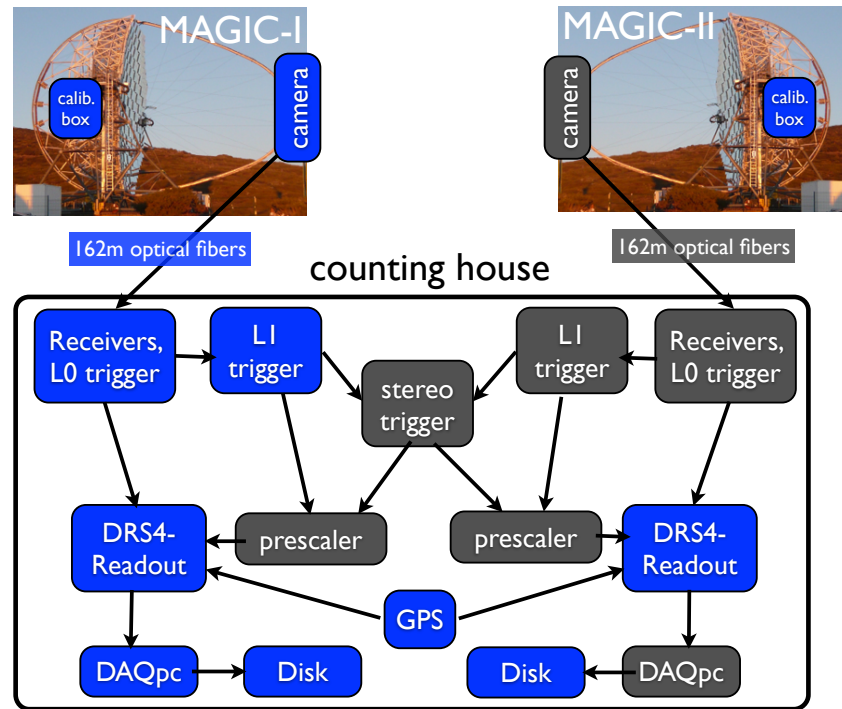 MAGIC-I
MAGIC-II
calib.
box
camera
camera
calib.
box
162m optical fibers
162m optical fibers
counting house
Receivers,
L0 trigger
L1
trigger
L1
trigger
Receivers,
L0 trigger
stereo
trigger
DRS4-
Readout
prescaler
prescaler
DRS4-
Readout
GPS
DAQpc
Disk
Disk
DAQpc